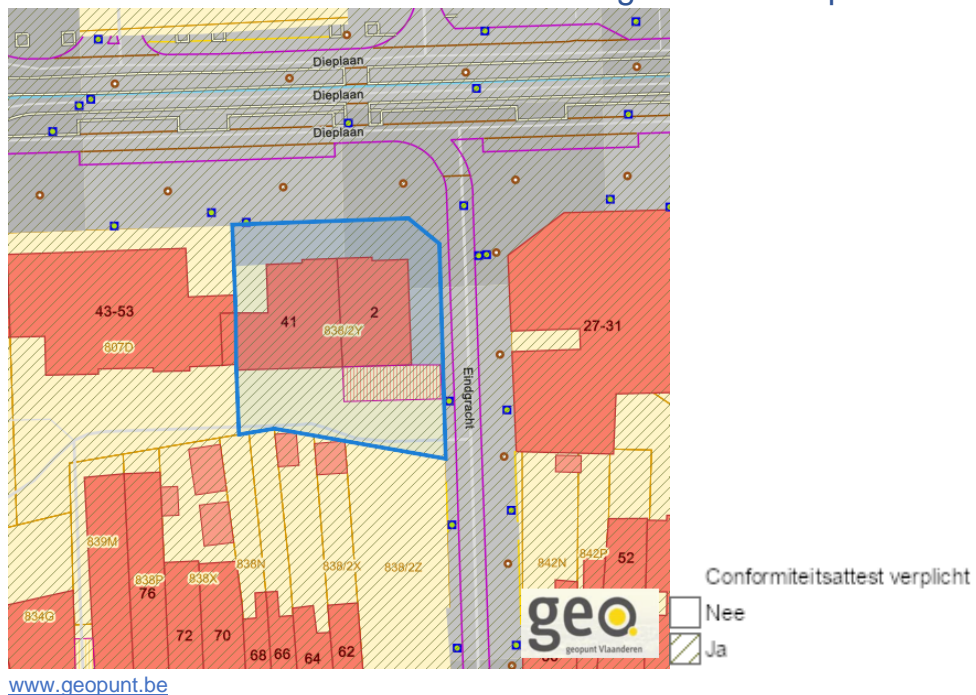 Dieplaan
Dieplaan
Dieplaan
43-53
807D
41
2
838/2Y
27-31
Eindgracht
839M
838P
76
838X
838N
838/2X
838/2Z
842N
842P
52
834G
72
70
68
66
64
62
geo
geopunt Vlaanderen
Conformiteitsattest verplicht
Nee
Ja
www.geopunt.be